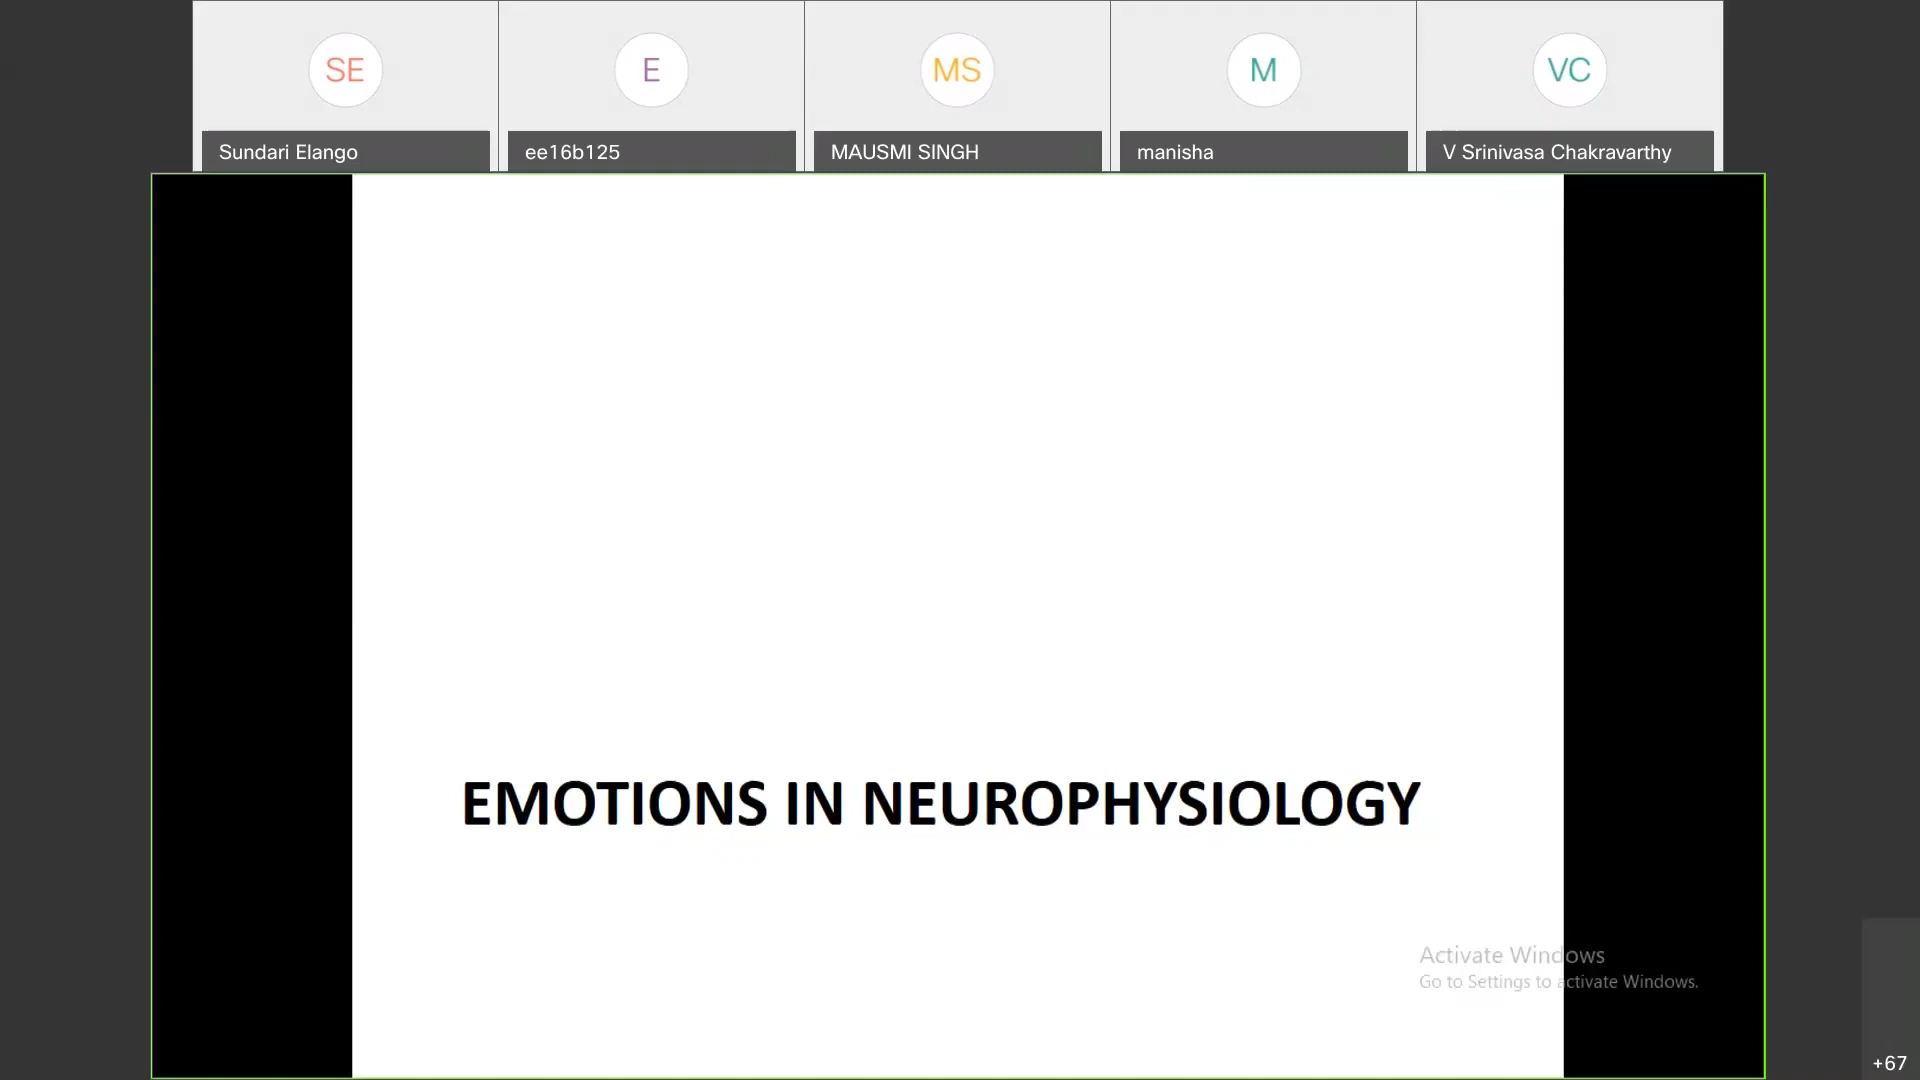 SE
E
MS
M
VC
Sundari Elango
ee16b125
MAUSMI SINGH
manisha
V Srinivasa Chakravarthy
EMOTIONS IN NEUROPHYSIOLOGY
Activate Windows
Go to Settings to activate Windows.
+67